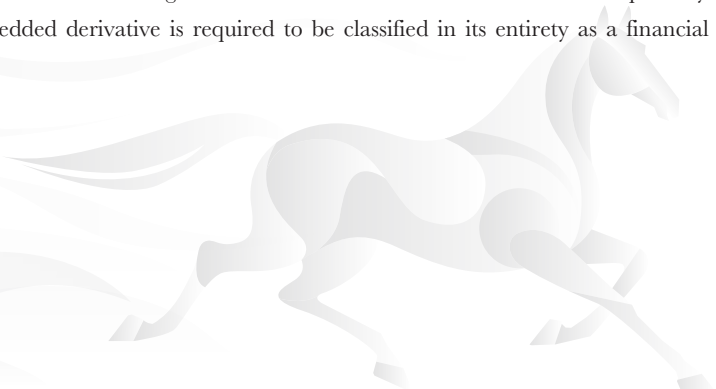 edded derivative is required to be classified in its entirety as a financial